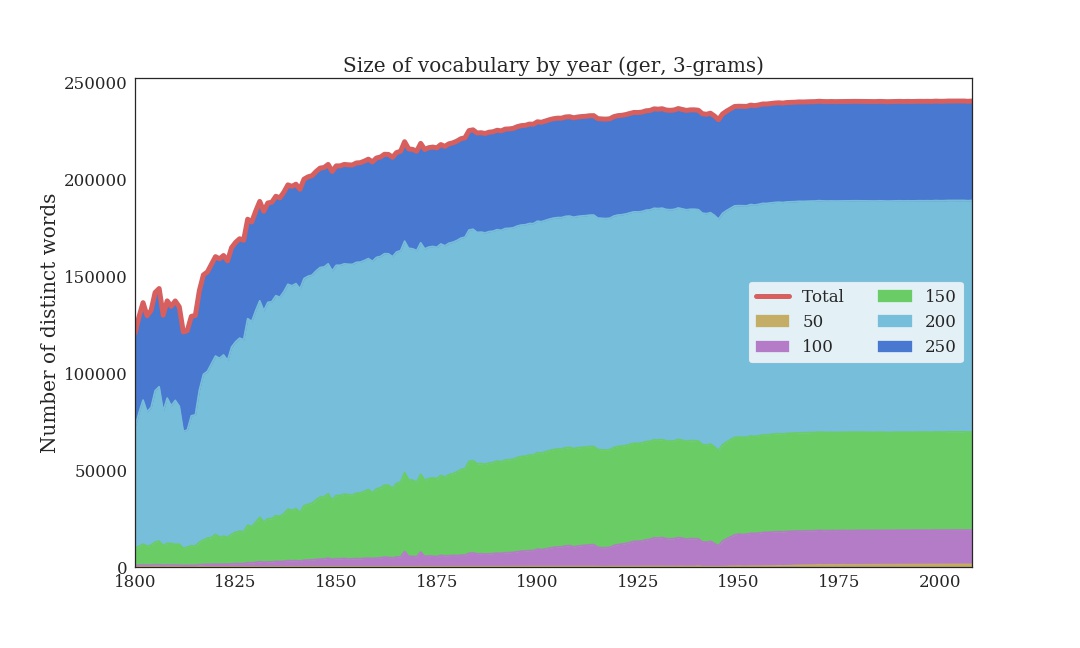 Size of vocabulary by year (ger, 3-grams)
Number of distinct words
250000
200000
150000
100000
50000
0
Total
50
100
150
200
250
1800 1825 1850 1875 1900 1925 1950 1975 2000